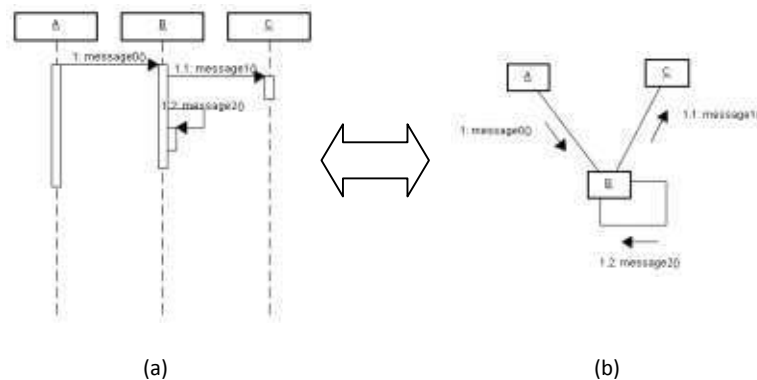 A B C
1: message0()
1.1: message1()
1.2: message2()
A C
1: message0()
1.1: message1(
B
1.2: message2()
(a) (b)